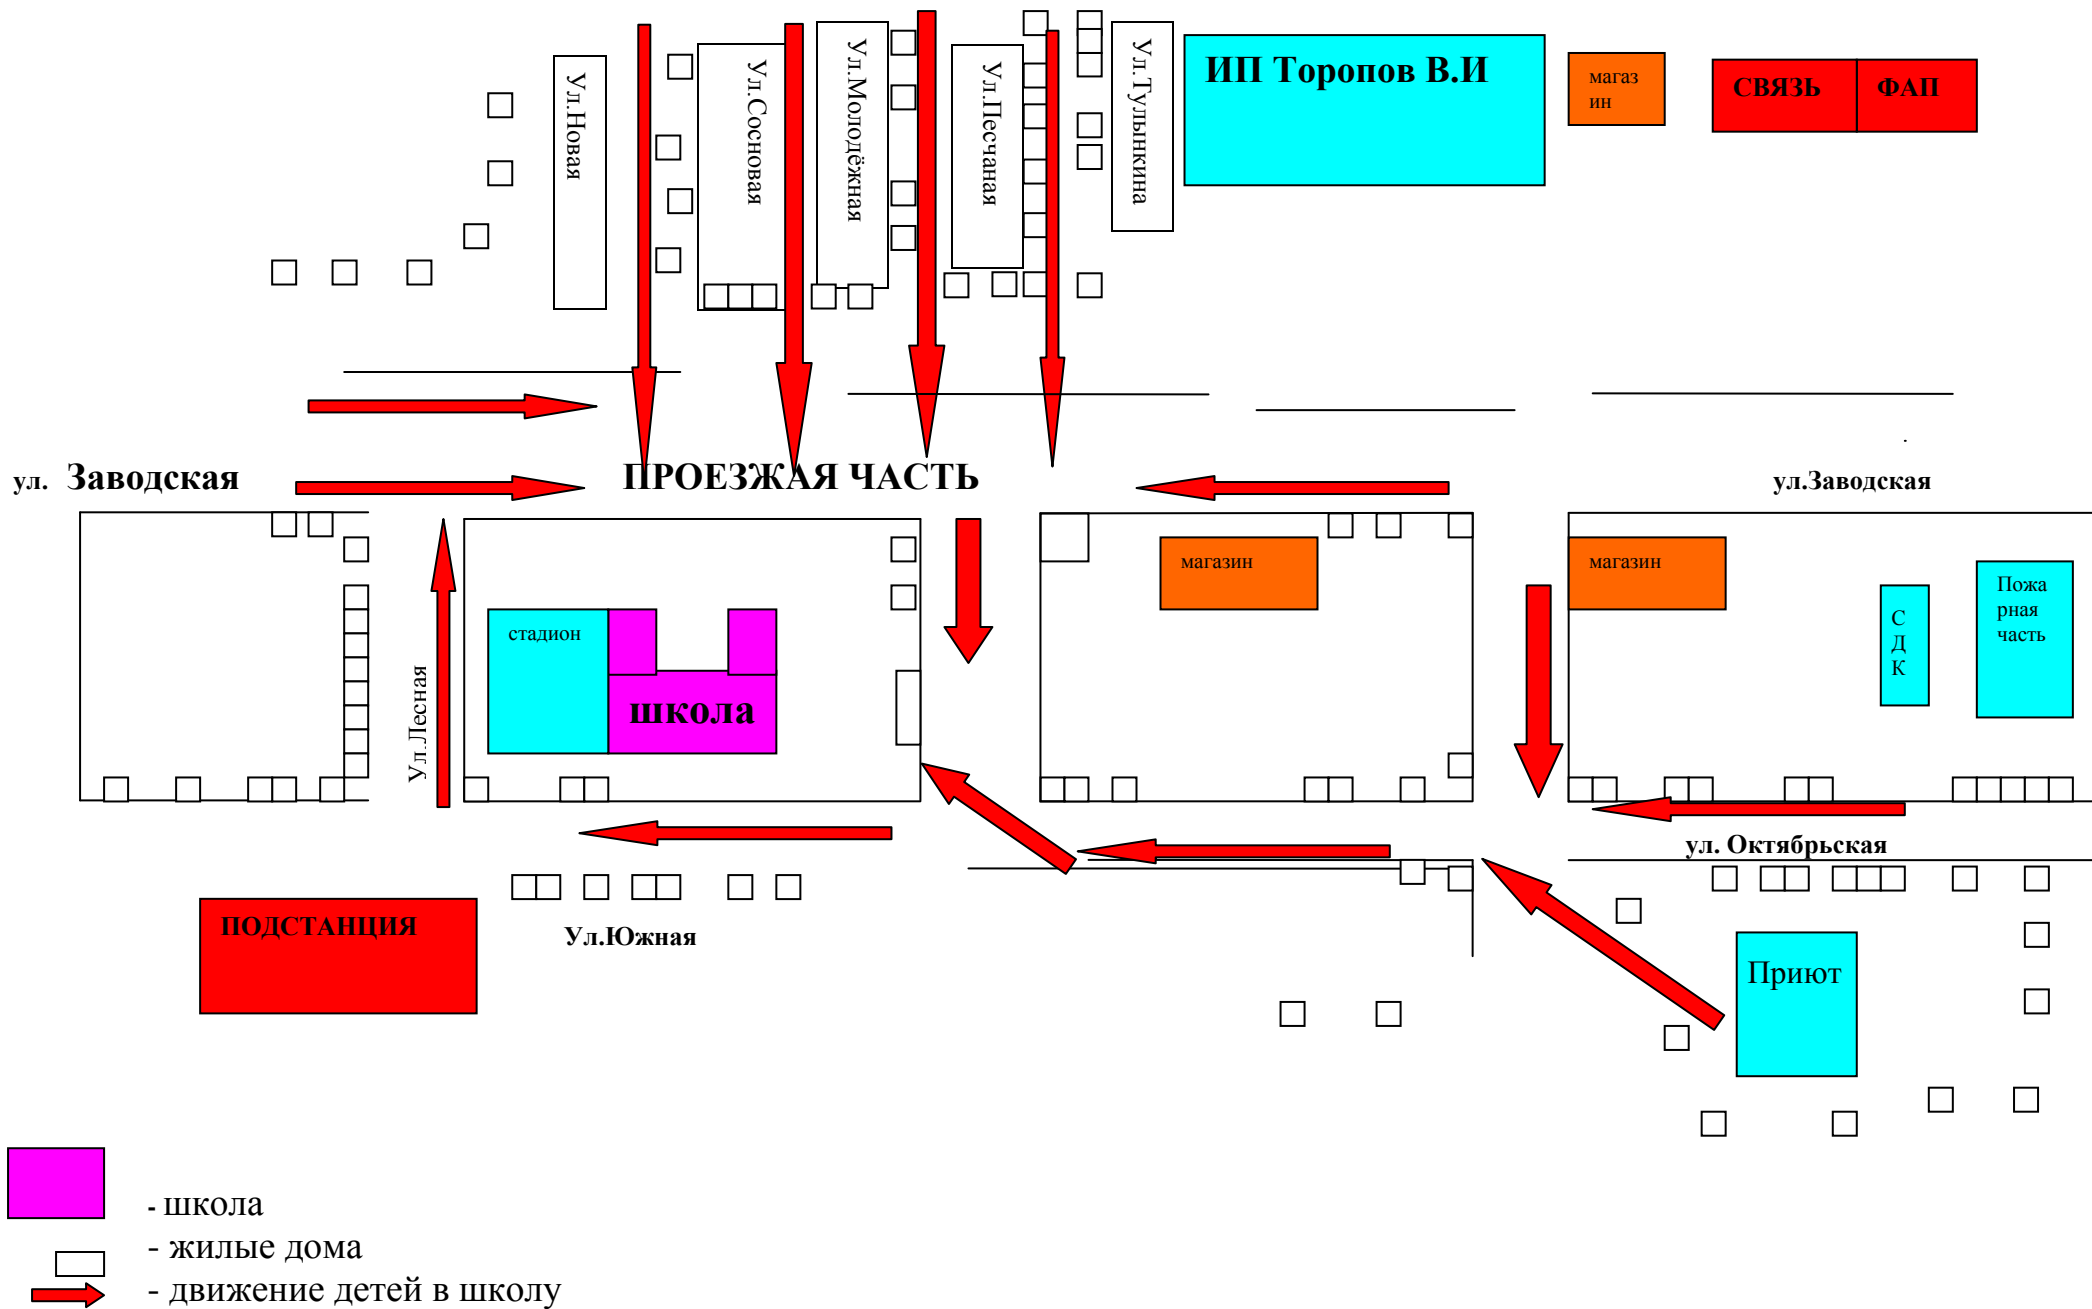 Ул.Новая
Ул.Сосновая
Ул.Молодёжная
Ул.Песчаная
Ул.Тулынкина
ИП Торопов В.И
магаз
ин
СВЯЗЬ
ФАП
ул. Заводская
ПРОЕЗЖАЯ ЧАСТЬ
ул.Заводская
Ул.Лесная
стадион
школа
магазин
магазин
С
Д
К
Пожа
рная
часть
ул. Октябрьская
ПОДСТАНЦИЯ
Ул.Южная
Приют
- школа
- жилые дома
- движение детей в школу